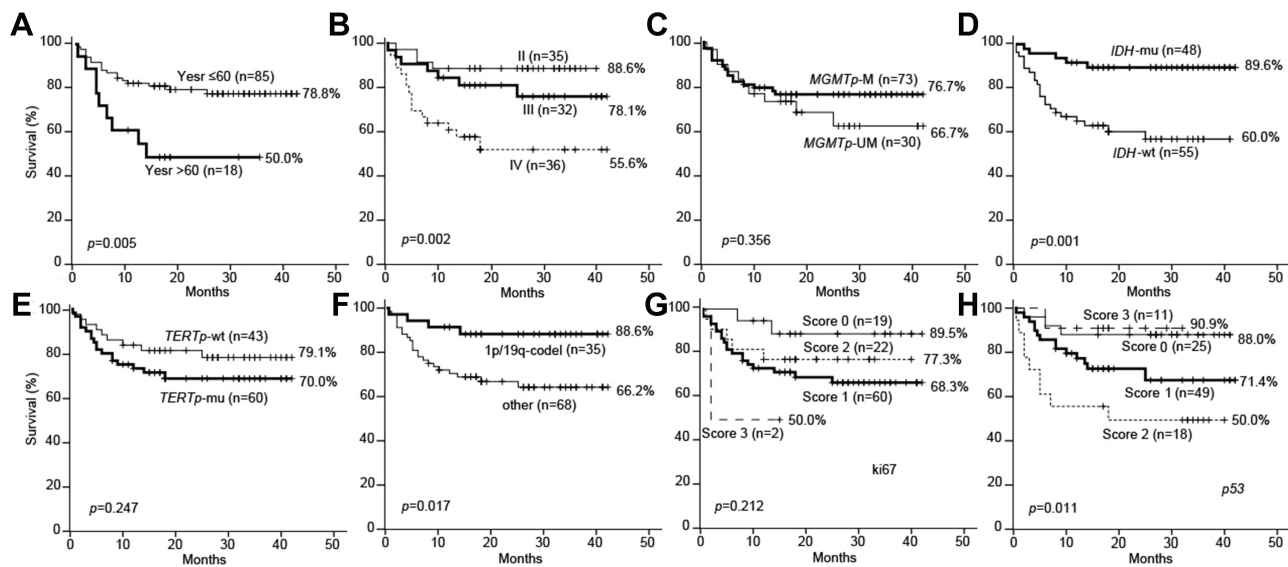 A
Survival (%)
100
80
60
40
20
0
Yesr ≤60 (n=85)
78.8%
50.0%
Yesr >60 (n=18)
p=0.005
0 10 20 30 40 50
Months
B
100
80
60
40
20
0
II (n=35)
88.6%
III (n=32)
78.1%
IV (n=36)
55.6%
p=0.002
0 10 20 30 40 50
Months
C
100
80
60
40
20
0
MGMTp-M (n=73)
76.7%
MGMTp-UM (n=30)
66.7%
p=0.356
0 10 20 30 40 50
Months
D
100
80
60
40
20
0
IDH-mu (n=48)
89.6%
60.0%
IDH-wt (n=55)
p=0.001
0 10 20 30 40 50
Months
E
Survival (%)
100
80
60
40
20
0
TERTp-wt (n=43)
79.1%
70.0%
TERTp-mu (n=60)
p=0.247
0 10 20 30 40 50
Months
F
100
80
60
40
20
0
88.6%
1p/19q-codel (n=35)
66.2%
other (n=68)
p=0.017
0 10 20 30 40 50
Months
G
100
80
60
40
80
0
Score 0 (n=19)
89.5%
Score 2 (n=22)
77.3%
68.3%
Score 1 (n=60)
50.0%
Score 3 (n=2)
ki67
p=0.212
0 10 20 30 40 50
Months
H
100
80
60
40
80
0
Score 3 (n=11)
90.9%
Score 0 (n=25)
88.0%
71.4%
Score 1 (n=49)
50.0%
Score 2 (n=18)
p53
p=0.011
0 10 20 30 40 50
Months